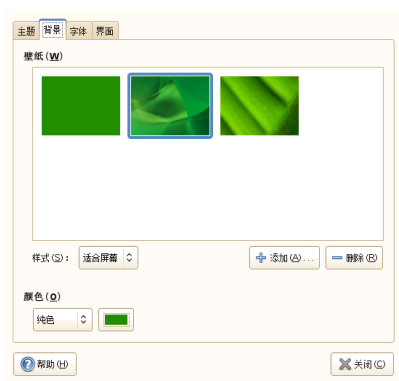 主题 背景 字体 界面
壁纸(W)
样式(S): 适合屏幕 添加(A)... 删除(R)
颜色(O)
纯色
帮助(H) 关闭(C)